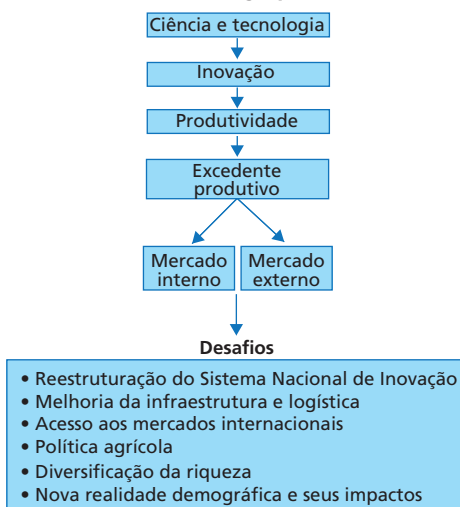 Ciência e tecnologia
Inovação
Produtividade
Excedente
produtivo
Mercado
interno
Mercado
externo
Desafios
• Reestruturação do Sistema Nacional de Inovação
• Melhoria da infraestrutura e logística
• Acesso aos mercados internacionais
• Política agrícola
• Diversificação da riqueza
• Nova realidade demográfica e seus impactos